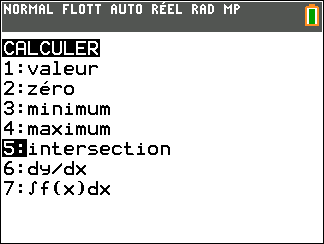 NORMAL FLOTT AUTO RÉEL RAD MP
CALCULER
1:valeur
2:zéro
3:minimum
4:maximum
5:intersection
6:dy/dx
7:∫f(x)dx